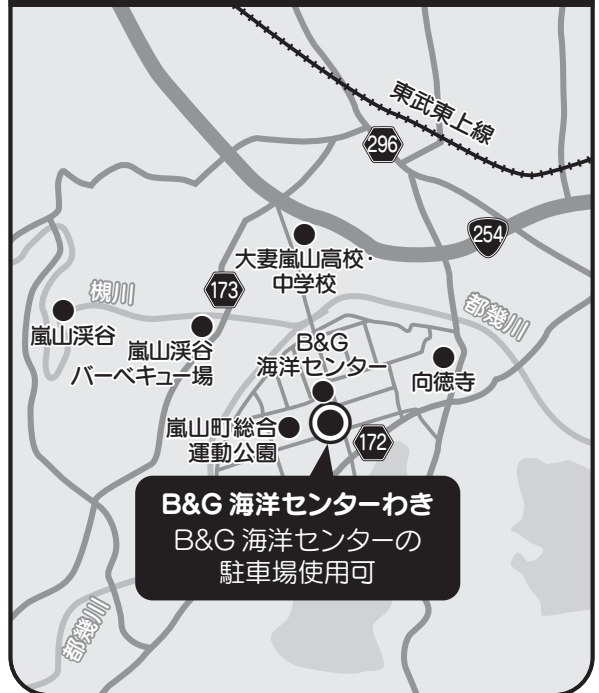 東武東上線
296
254
大妻嵐山高校・
中学校
173
槻川
都幾川
嵐山渓谷
嵐山渓谷
バーベキュー場
B&G
海洋センター
向徳寺
嵐山町総合
運動公園
172
B&G 海洋センターわき
B&G 海洋センターの
駐車場使用可
都幾川